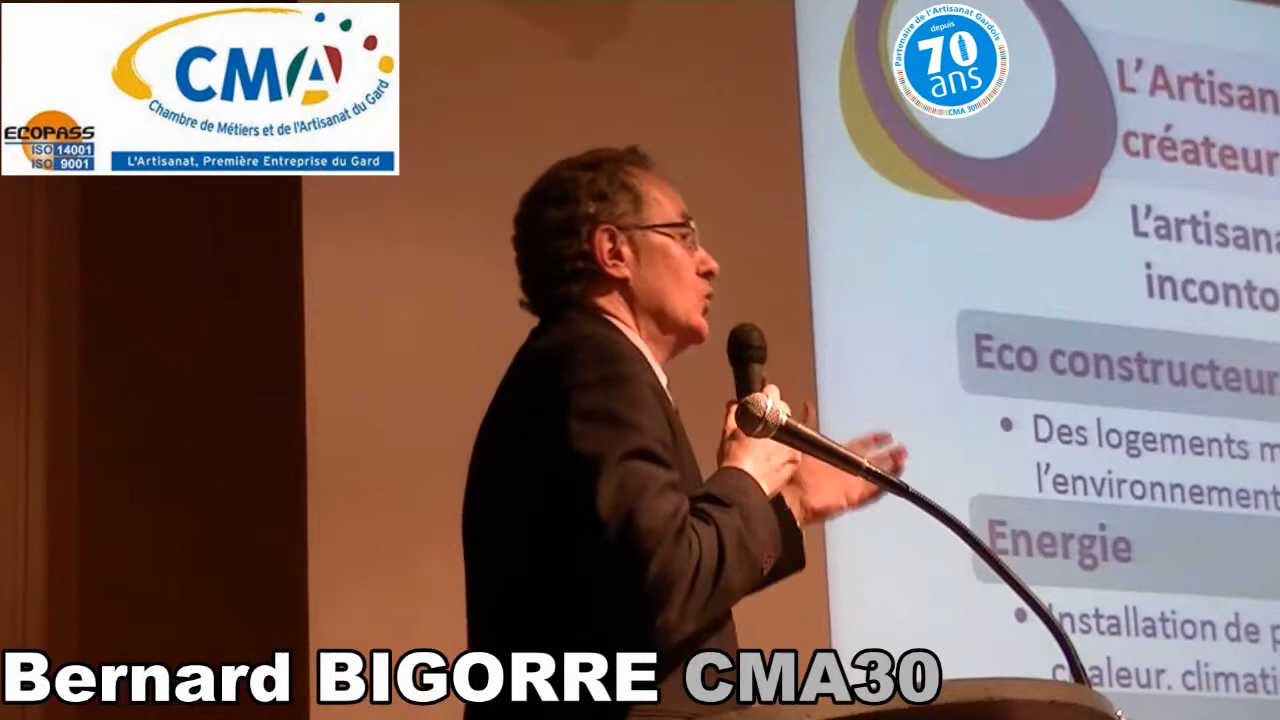 CMA
Chambre de Métiers et de l'Artisanat du Gard
ECOPASS
ISO 14001
ISO 9001
L'Artisanat, Première Entreprise du Gard
Partenaire de l'Artisanat Gardois
depuis
70
ans
CMA 30
L'Artisan
créateur
L'artisana
inconto
Eco constructeur
• Des logements m
l'environnement
Energie
• Installation de p
chaleur. climati
Bernard BIGORRE CMA30